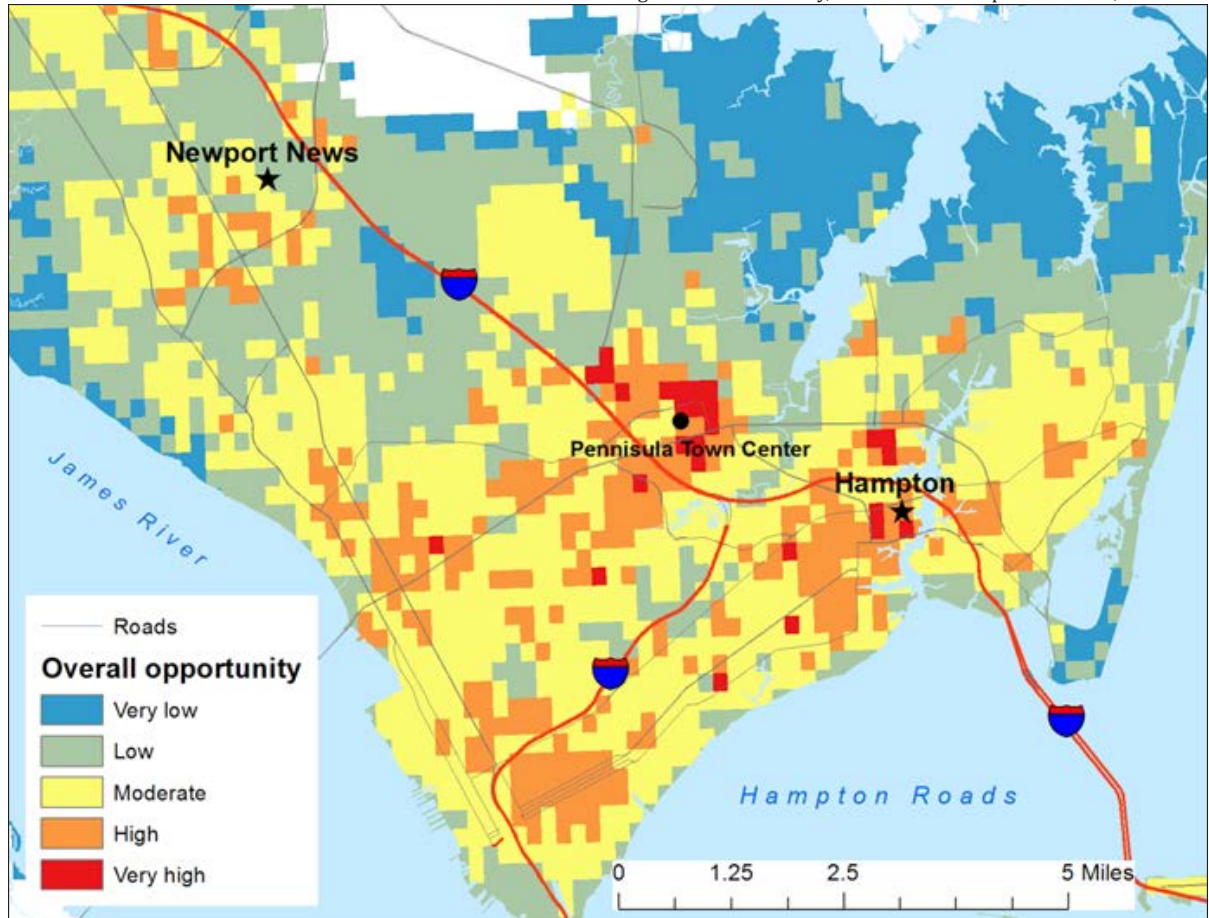 Newport News
Pennisula Town Center
Hampton
James River
Roads
Overall opportunity
Very low
Low
Moderate
High
Very high
Hampton Roads
0 1.25 2.5 5 Miles